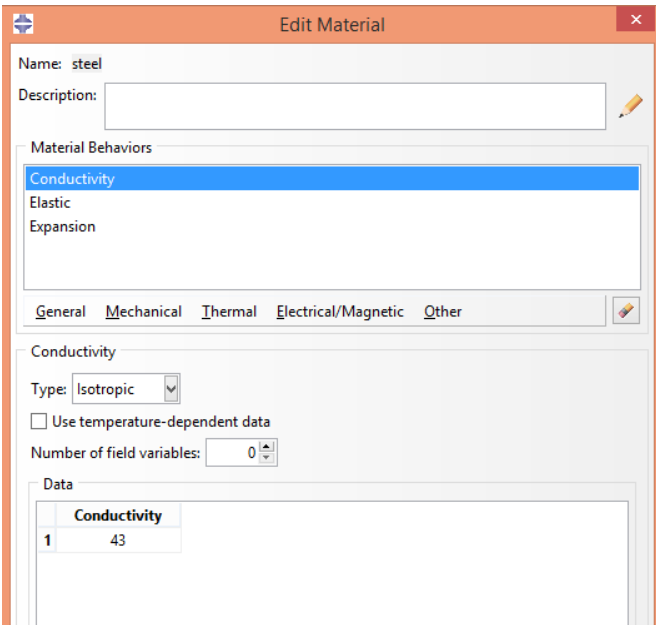 Edit Material
Name: steel
Description:
Material Behaviors
Conductivity
Elastic
Expansion
General Mechanical Thermal Electrical/Magnetic Other
Conductivity
Type: Isotropic
Use temperature-dependent data
Number of field variables: 0
Data
Conductivity
1 43